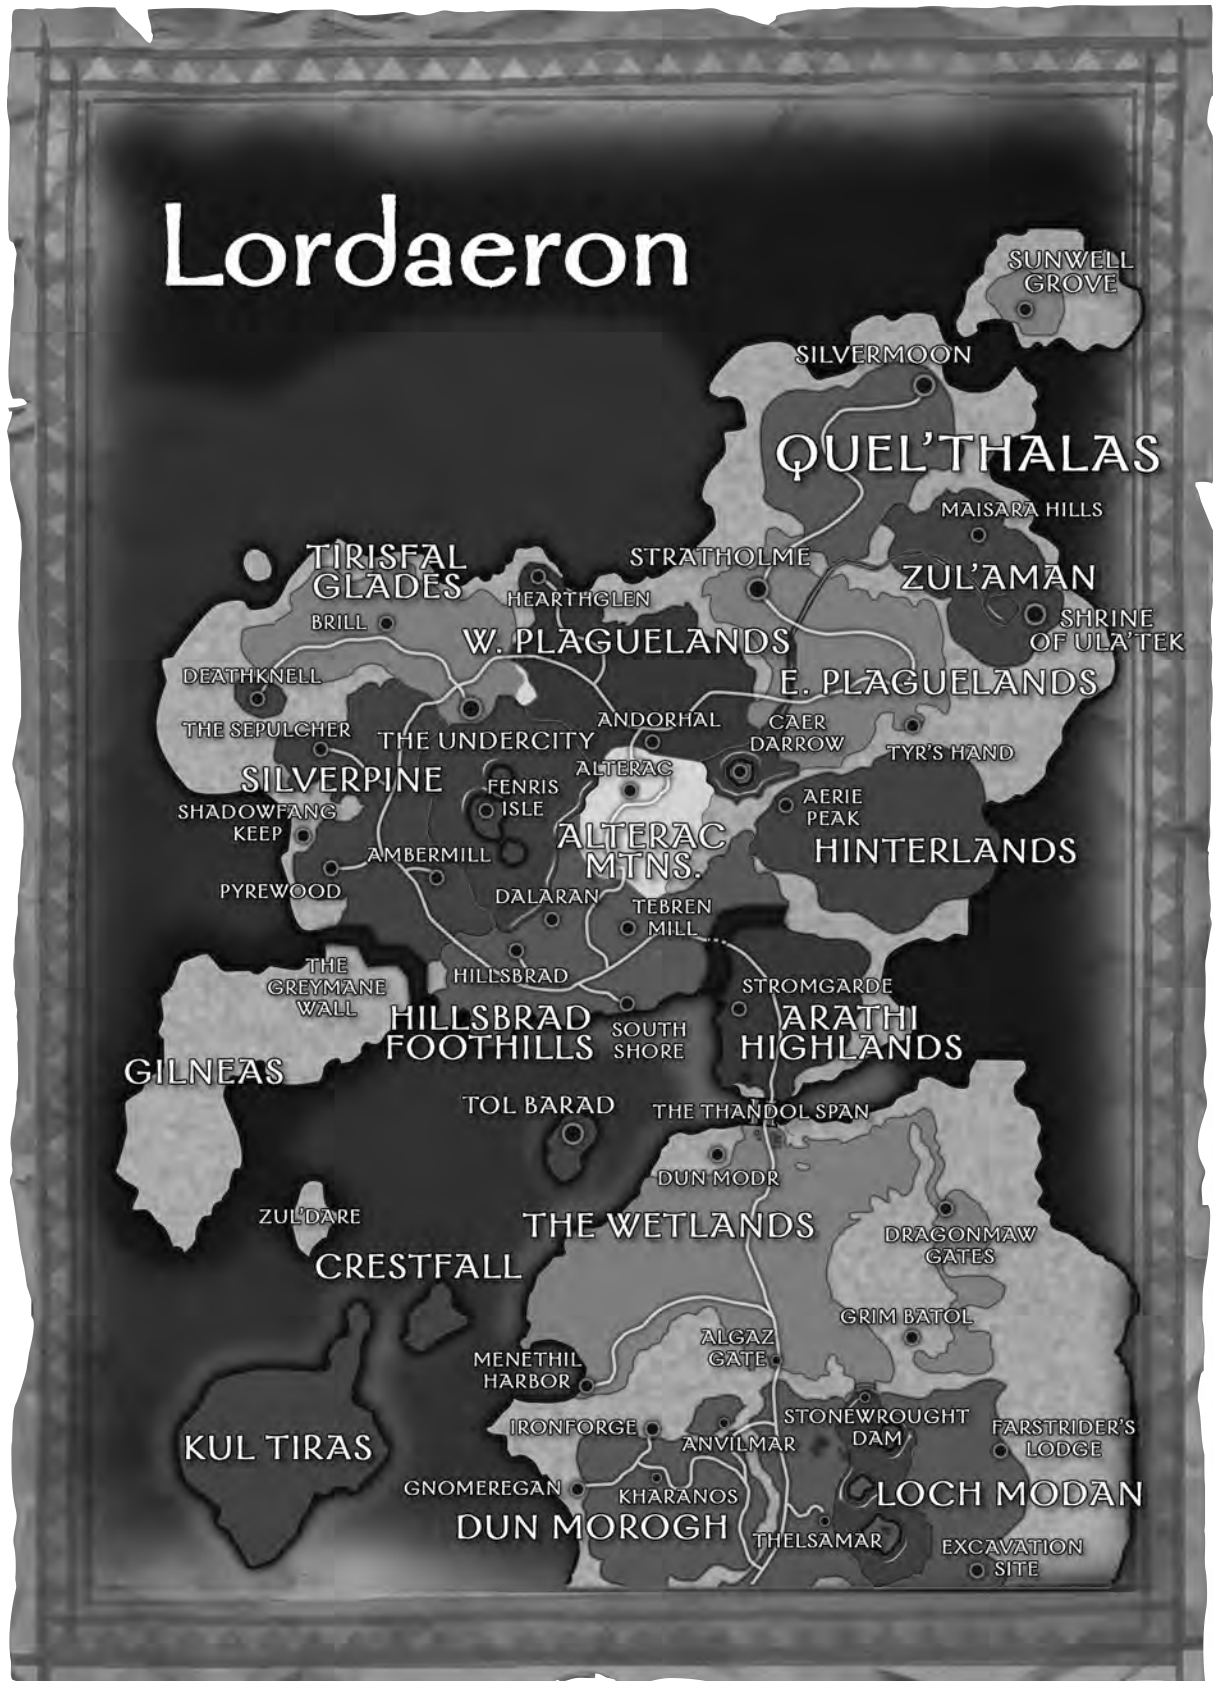 Lordaeron
SUNWELL
GROVE
SILVERMOON
QUEL'THALAS
MAISARA HILLS
STRATHOLME
TIRISFAL
GLADES
ZUL'AMAN
HEARTHGLEN
BRILL
SHRINE
OF ULA'TEK
W. PLAGUELANDS
DEATHKNELL
E. PLAGUELANDS
THE SEPULCHER
ANDORHAL
CAER
DARROW
THE UNDERCITY
TYR'S HAND
ALTERAC
SILVERPINE
FENRIS
ISLE
AERIE
PEAK
SHADOWFANG
KEEP
ALTERAC
MTNS.
HINTERLANDS
AMBERMILL
PYREWOOD
DALARAN
TEBREN
MILL
THE
GREYMANE
WALL
HILLSBRAD
STROMGARDE
HILLSBRAD
FOOTHILLS
SOUTH
SHORE
ARATHI
HIGHLANDS
GILNEAS
TOL BARAD
THE THANDOL SPAN
DUN MODR
ZUL'DARE
THE WETLANDS
DRAGONMAW
GATES
CRESTFALL
GRIM BATOL
ALGAZ
GATE
MENETHIL
HARBOR
STONEWROUGHT
DAM
IRONFORGE
ANVILMAR
FARSTRIDER'S
LODGE
KUL TIRAS
GNOMEREGAN
KHARANOS
LOCH MODAN
DUN MOROGH
THELSAMAR
EXCAVATION
SITE